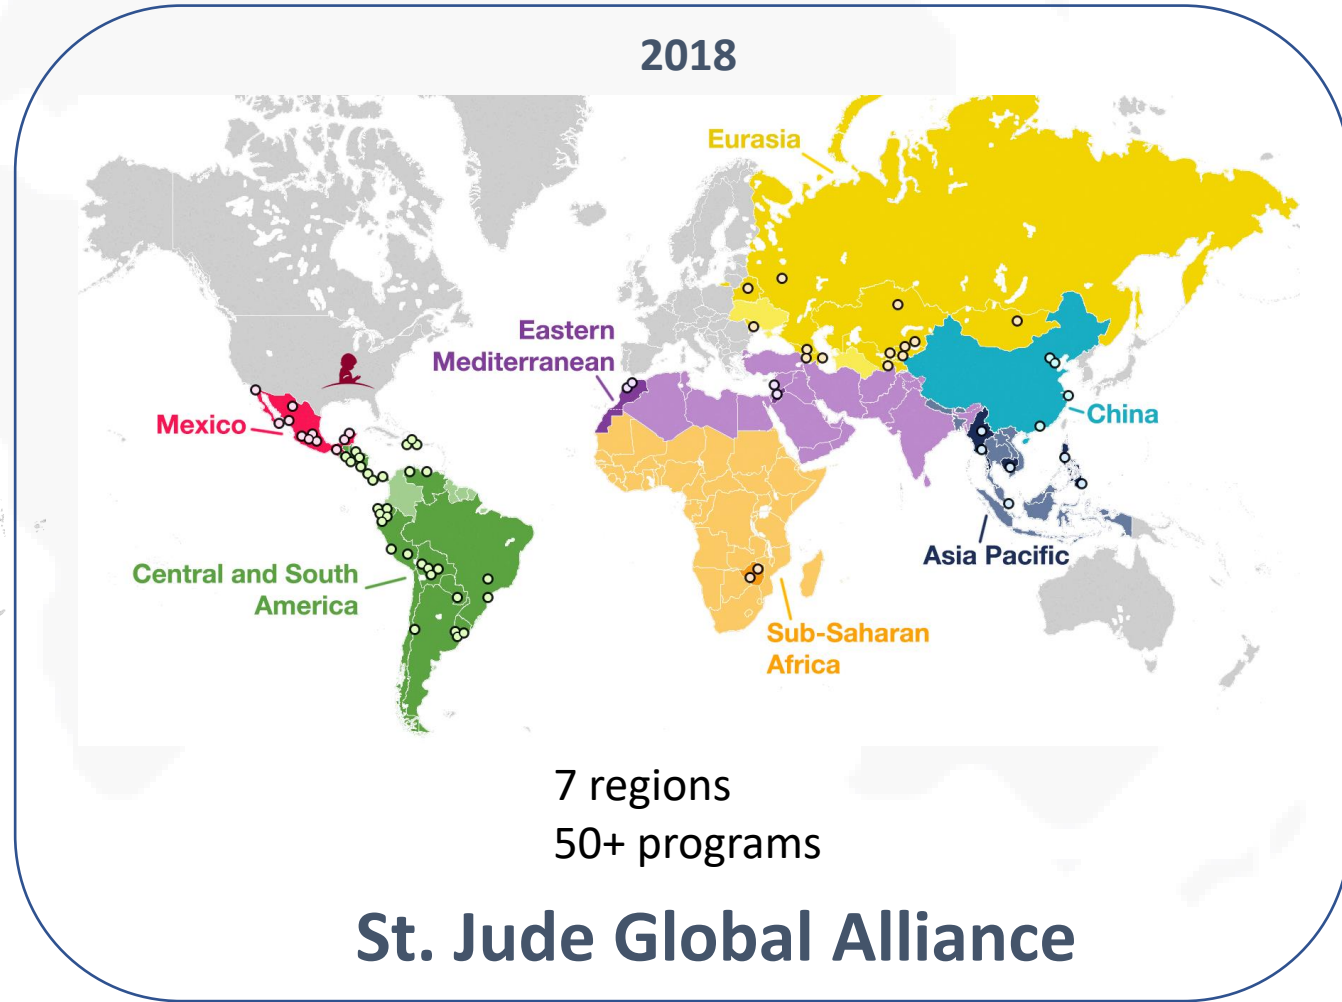 2018
Eurasia
Eastern
Mediterranean
Mexico
China
Asia Pacific
Central and South
America
Sub-Saharan
Africa
7 regions
50+ programs
St. Jude Global Alliance